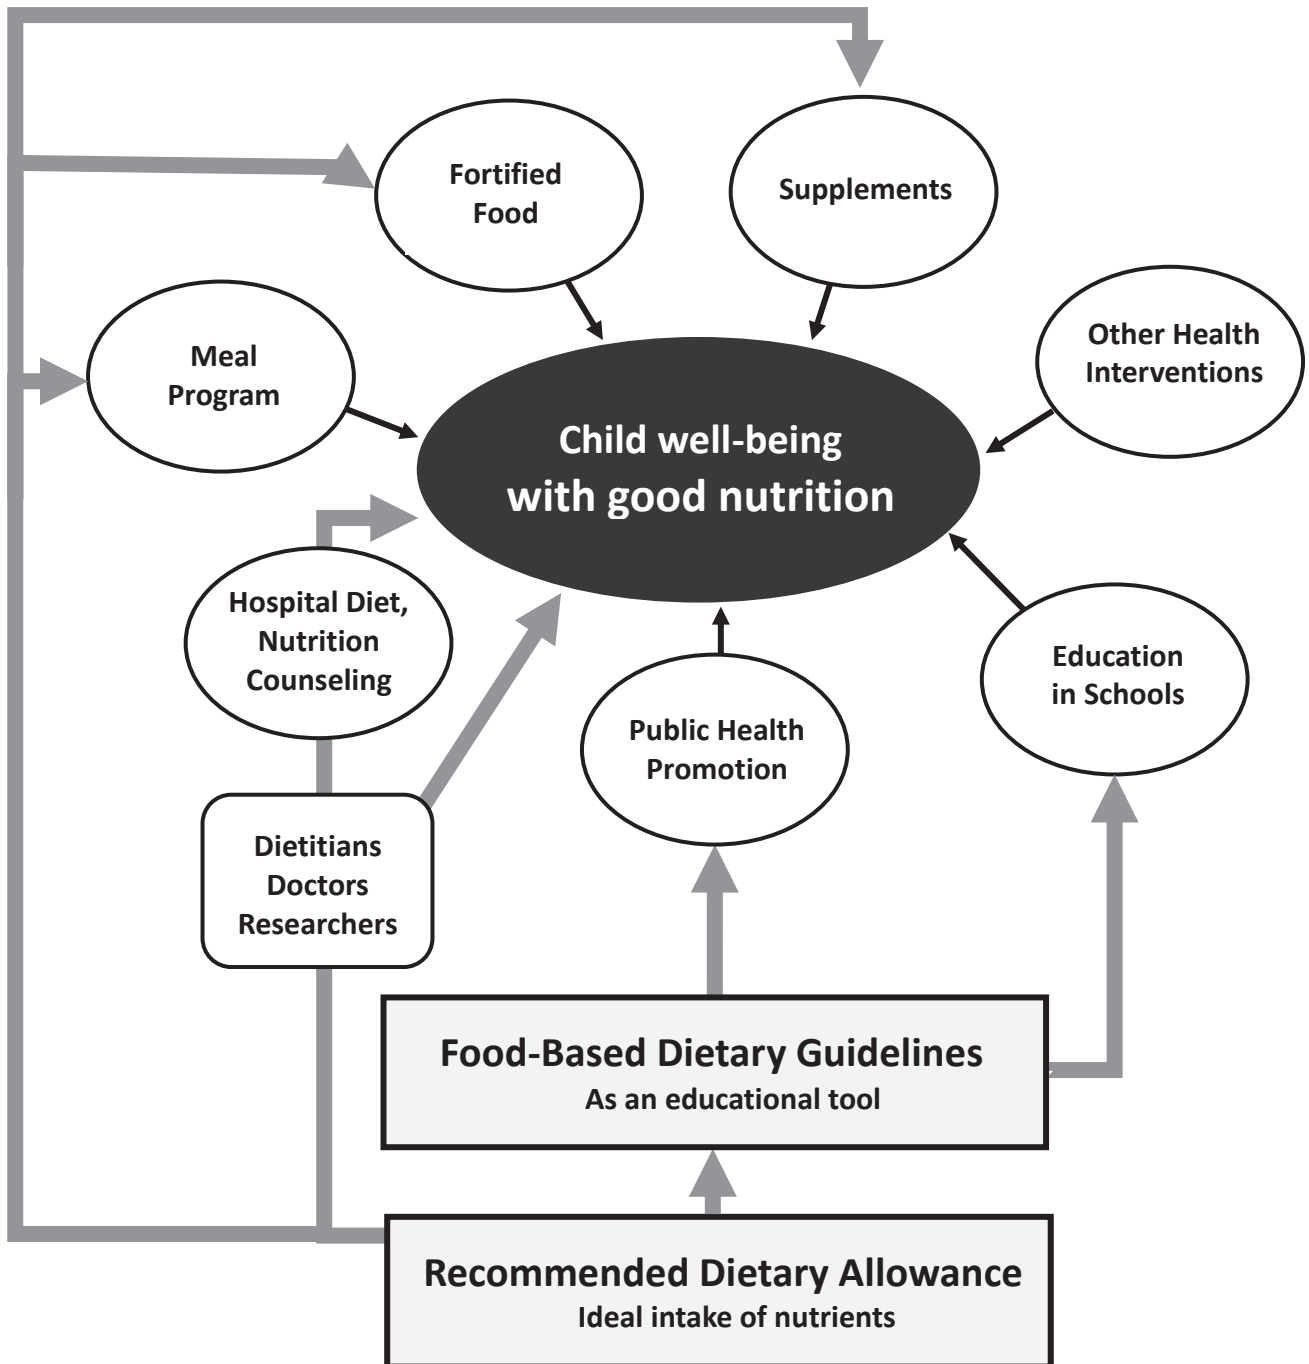 Fortified
Food
Supplements
Meal
Program
Other Health
Interventions
Child well-being
with good nutrition
Hospital Diet,
Nutrition
Counseling
Education
in Schools
Public Health
Promotion
Dietitians
Doctors
Researchers
Food-Based Dietary Guidelines
As an educational tool
Recommended Dietary Allowance
Ideal intake of nutrients